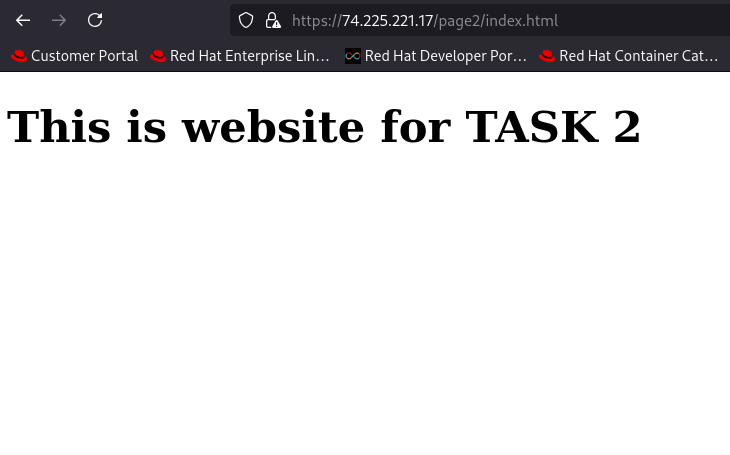 https://74.225.221.17/page2/index.html
Customer Portal Red Hat Enterprise Lin... Red Hat Developer Por... Red Hat Container Cat...
This is website for TASK 2